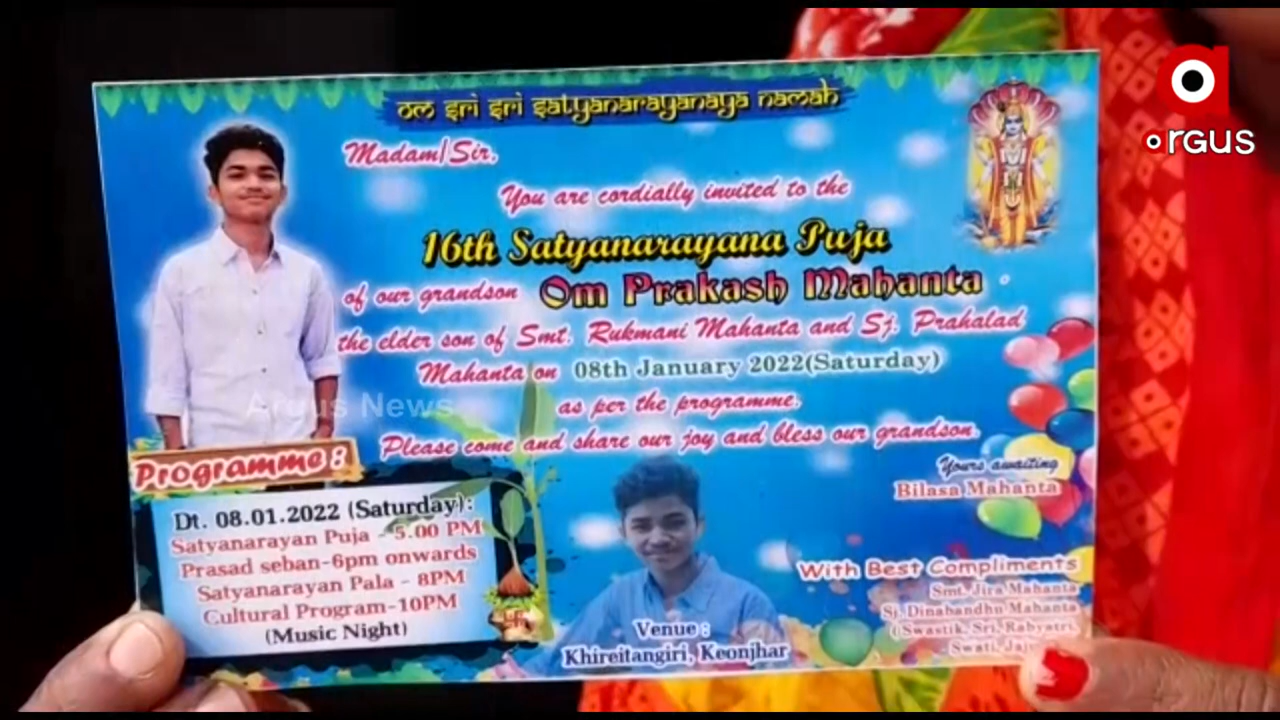 OM SRI SRI SATYANARAYANAYA NAMAH
Madam/Sir,
You are cordially invited to the
16th Satyanarayana Puja
of our grandson Om Prakash Mahanta
the elder son of Smt. Rukmani Mahanta and Sj. Prahalad
Mahanta on 08th January 2022(Saturday)
as per the programme.
Please come and share our joy and bless our grandson.
Yours awaiting
Bilasa Mahanta
Programme :
Dt. 08.01.2022 (Saturday):
Satyanarayan Puja - 5.00 PM
Prasad seban-6pm onwards
Satyanarayan Pala - 8PM
Cultural Program-10PM
(Music Night)
Venue :
Khireitangiri, Keonjhar
With Best Compliments
Smt. Jira Mahanta
Sj. Dinabandhu Mahanta
(Swastik, Sri, Rabyatri,
Swati,
Argus News
a
orgus